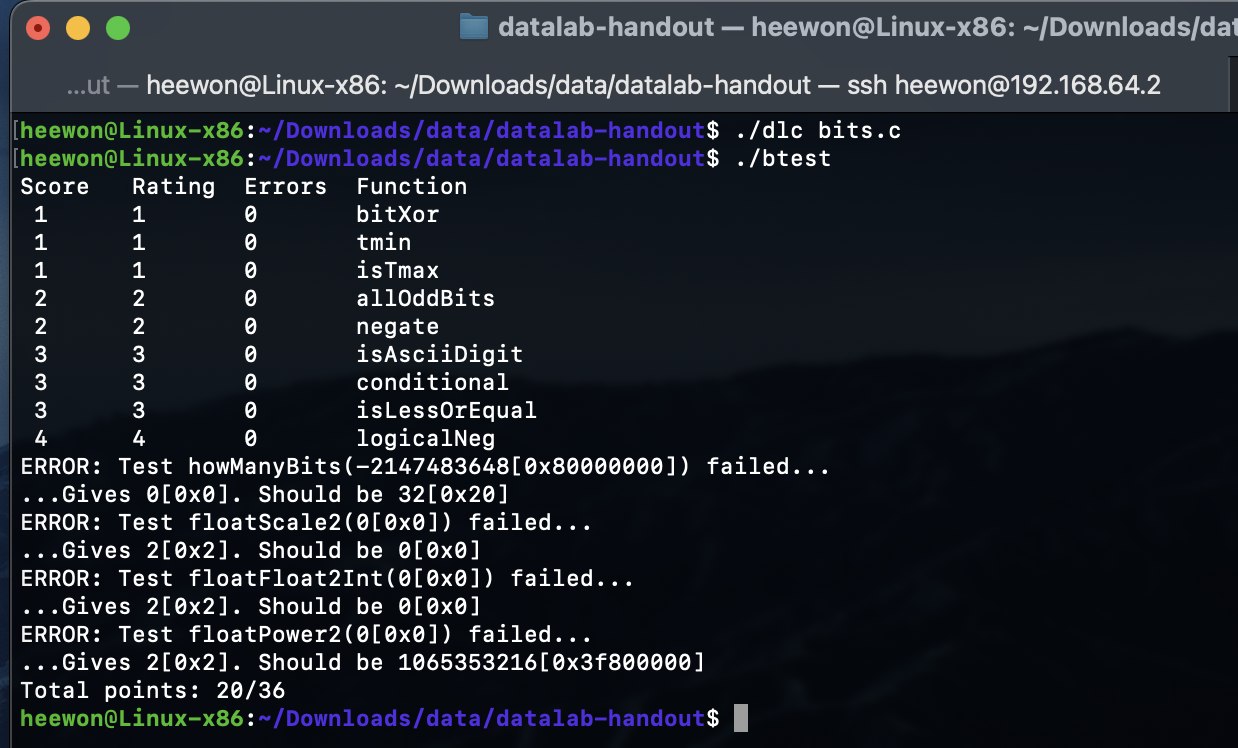 datalab-handout — heewon@Linux-x86: ~/Downloads/dat
...ut — heewon@Linux-x86: ~/Downloads/data/datalab-handout — ssh heewon@192.168.64.2
[heewon@Linux-x86:~/Downloads/data/datalab-handout$ ./dlc bits.c
[heewon@Linux-x86:~/Downloads/data/datalab-handout$ ./btest
Score Rating Errors Function
1 1 0 bitXor
1 1 0 tmin
1 1 0 isTmax
2 2 0 allOddBits
2 2 0 negate
3 3 0 isAsciiDigit
3 3 0 conditional
3 3 0 isLessOrEqual
4 4 0 logicalNeg
ERROR: Test howManyBits(-2147483648[0x80000000]) failed...
...Gives 0[0x0]. Should be 32[0x20]
ERROR: Test floatScale2(0[0x0]) failed...
...Gives 2[0x2]. Should be 0[0x0]
ERROR: Test floatFloat2Int(0[0x0]) failed...
...Gives 2[0x2]. Should be 0[0x0]
ERROR: Test floatPower2(0[0x0]) failed...
...Gives 2[0x2]. Should be 1065353216[0x3f800000]
Total points: 20/36
heewon@Linux-x86:~/Downloads/data/datalab-handout$